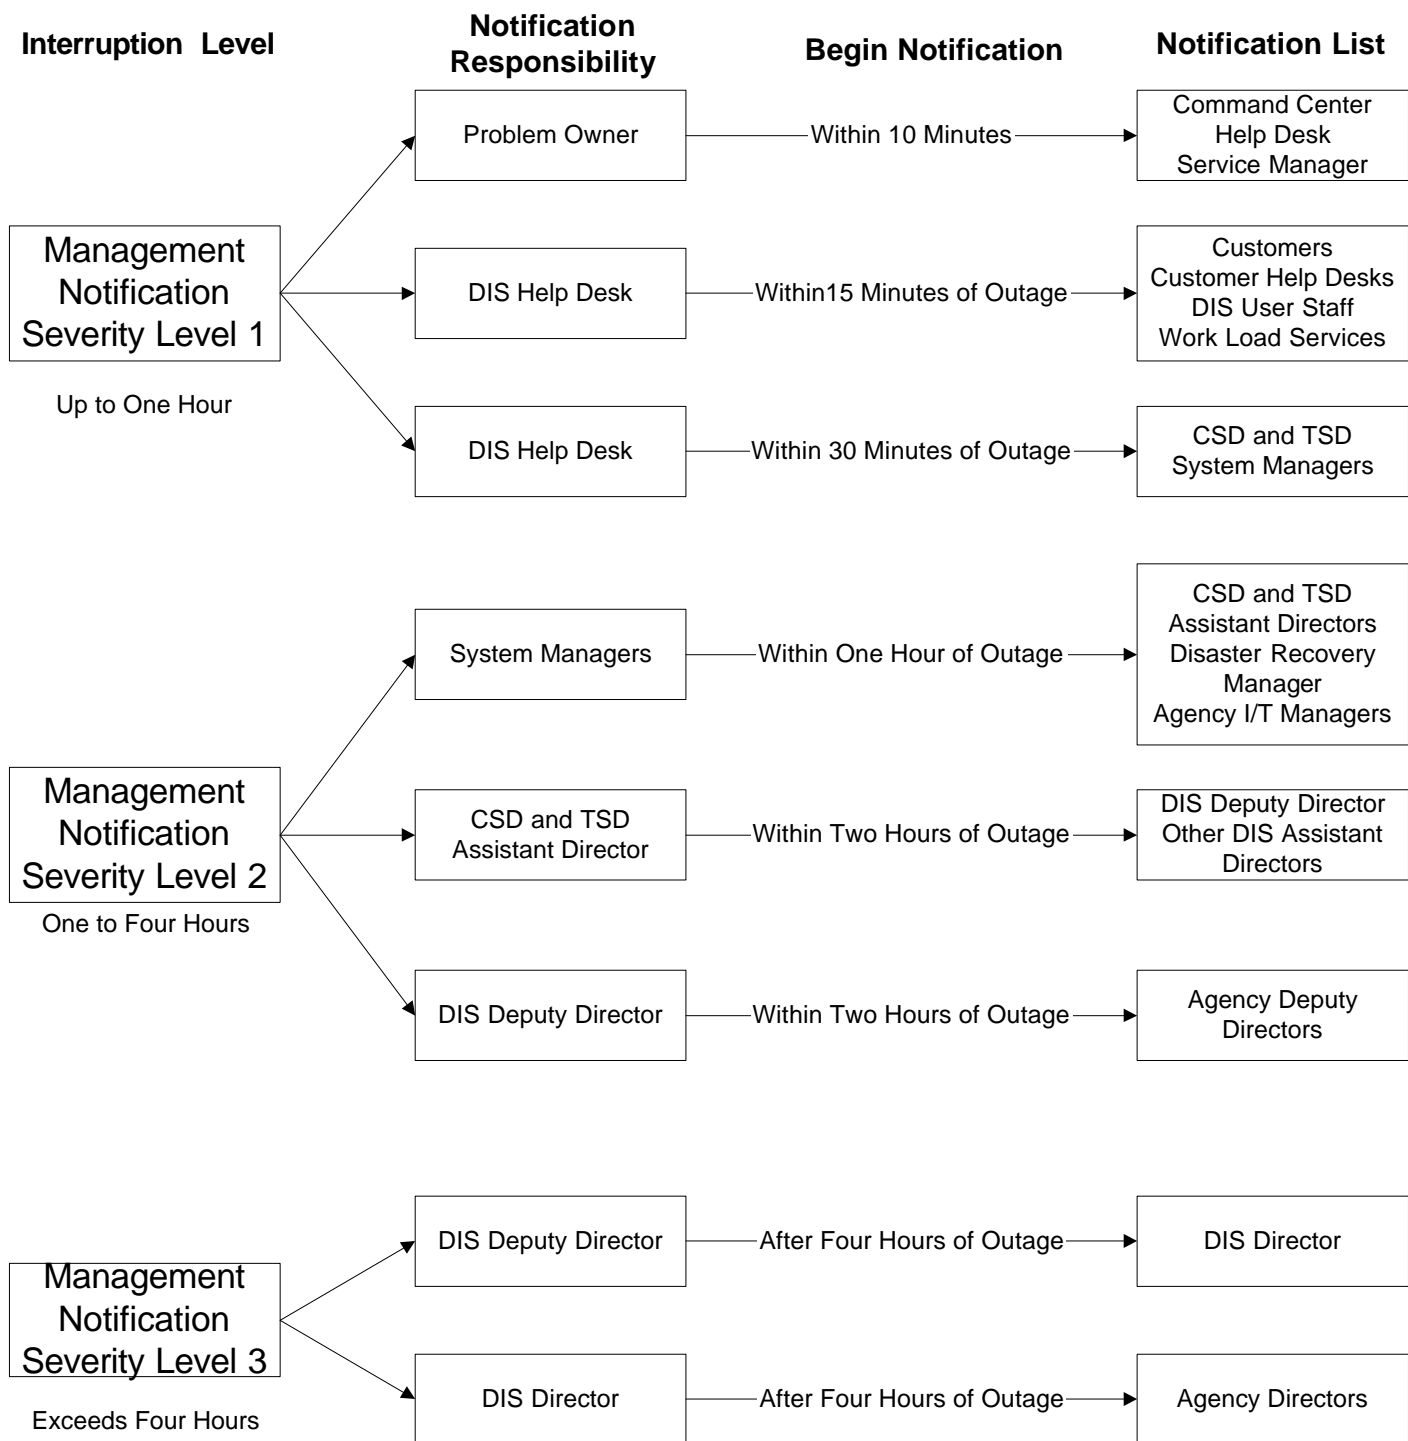 Interruption Level
Notification
Responsibility
Begin Notification
Notification List
Problem Owner
Within 10 Minutes
Command Center
Help Desk
Service Manager
Management
Notification
Severity Level 1
Up to One Hour
DIS Help Desk
Within15 Minutes of Outage
Customers
Customer Help Desks
DIS User Staff
Work Load Services
DIS Help Desk
Within 30 Minutes of Outage
CSD and TSD
System Managers
System Managers
Within One Hour of Outage
CSD and TSD
Assistant Directors
Disaster Recovery
Manager
Agency I/T Managers
Management
Notification
Severity Level 2
One to Four Hours
CSD and TSD
Assistant Director
Within Two Hours of Outage
DIS Deputy Director
Other DIS Assistant
Directors
DIS Deputy Director
Within Two Hours of Outage
Agency Deputy
Directors
DIS Deputy Director
After Four Hours of Outage
DIS Director
Management
Notification
Severity Level 3
Exceeds Four Hours
DIS Director
After Four Hours of Outage
Agency Directors